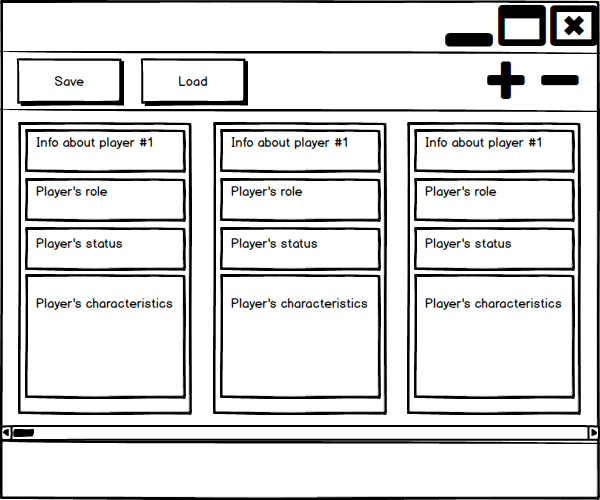 Save
Load
Info about player #1
Player's role
Player's status
Player's characteristics
Info about player #1
Player's role
Player's status
Player's characteristics
Info about player #1
Player's role
Player's status
Player's characteristics